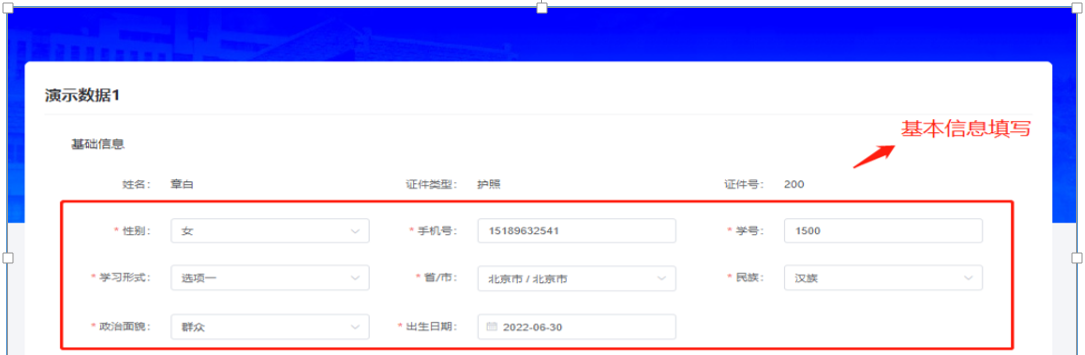 演示数据1
基本信息填写
基础信息
姓名： 章白 证件类型： 护照 证件号： 200
* 性别： 女 * 手机号： 15189632541 * 学号： 1500
* 学习形式： 选项一 * 省/市： 北京市 / 北京市 * 民族： 汉族
* 政治面貌： 群众 * 出生日期： 2022-06-30